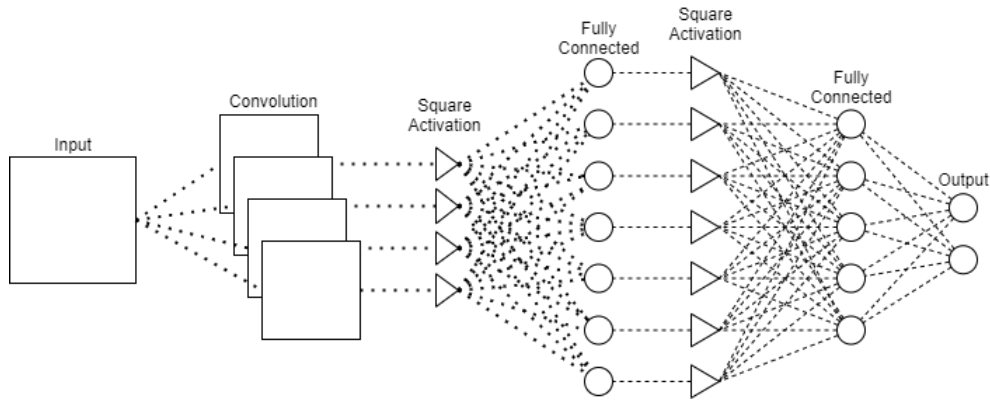 Input
Convolution
Square
Activation
Fully
Connected
Square
Activation
Fully
Connected
Output